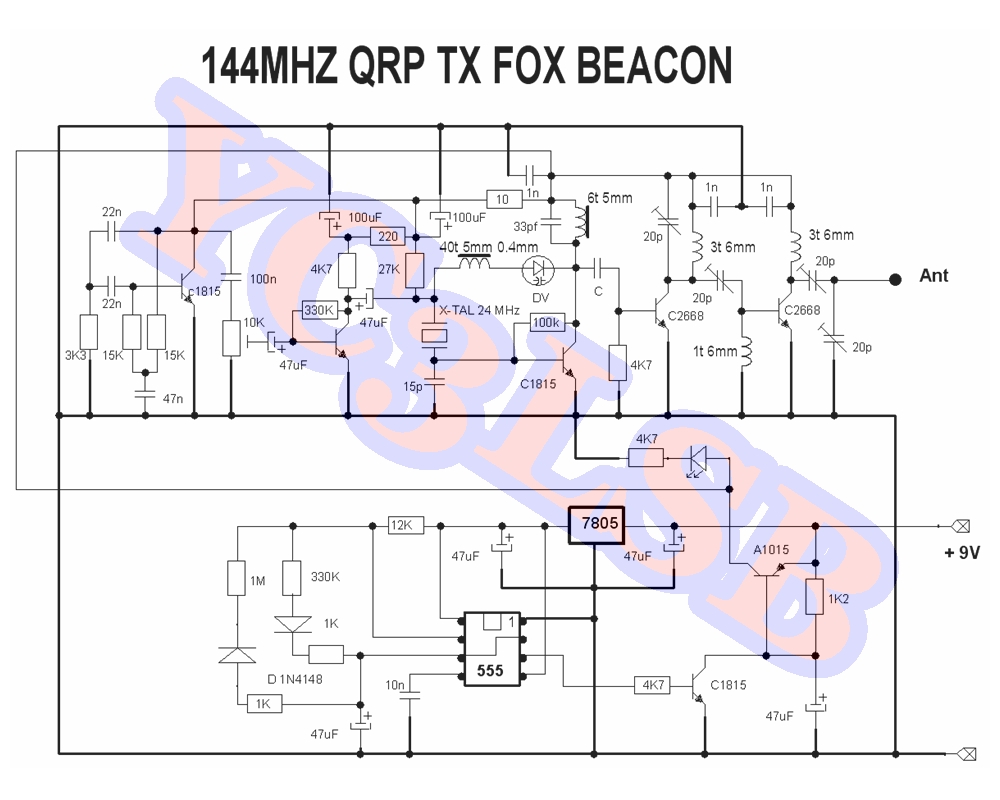 144MHZ QRP TX FOX BEACON
YC3LSB
6t 5mm
10
1n
1n
1n
22n
100uF
100uF
33pf
220
20p
3t 6mm
3t 6mm
40t 5mm 0.4mm
4K7
27K
100n
22n
c1815
DV
C
20p
20p
Ant
330K
47uF
X-TAL 24 MHz
C2668
C2668
10K
100k
3K3
15K
15K
47uF
4K7
1t 6mm
20p
15p
C1815
47n
4K7
12K
7805
47uF
47uF
A1015
+ 9V
1M
330K
1K2
1K
1
555
D 1N4148
10n
4K7
C1815
1K
47uF
47uF